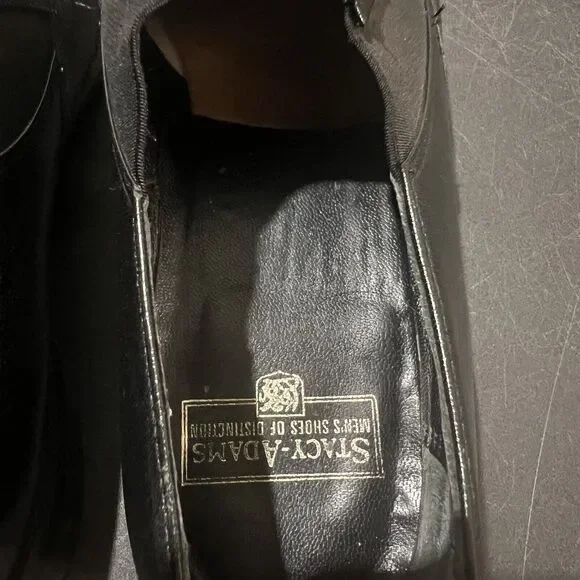 STACY-ADAMS
MEN'S SHOES OF DISTINCTION